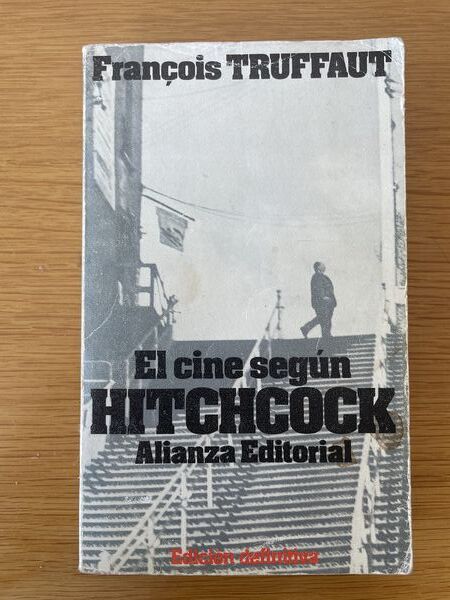 François TRUFFAUT
El cine según
HITCHCOCK
Alianza Editorial
Edición definitiva